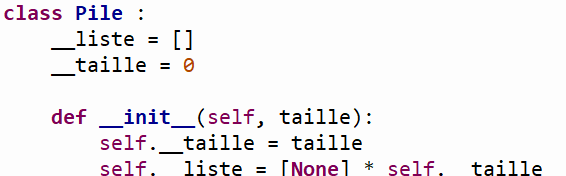 class Pile :
    __liste = []
    __taille = 0

    def __init__(self, taille):
        self.__taille = taille
        self.__liste = [None] * self.__taille